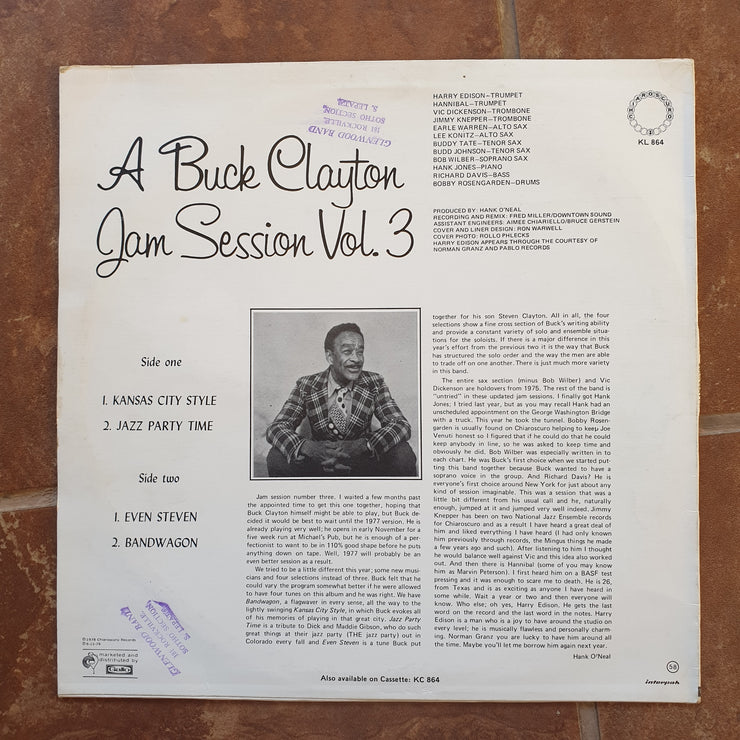 HARRY EDISON–TRUMPET
HANNIBAL–TRUMPET
VIC DICKENSON–TROMBONE
JIMMY KNEPPER–TROMBONE
EARLE WARREN–ALTO SAX
LEE KONITZ–ALTO SAX
BUDDY TATE–TENOR SAX
BUDD JOHNSON–TENOR SAX
BOB WILBER–SOPRANO SAX
HANK JONES–PIANO
RICHARD DAVIS–BASS
BOBBY ROSENGARDEN–DRUMS
CHIAROSCURO
KL 864
GLENWOOD BAND
161 ROCKVILLE,
SOTHO SECTION,
S. LEPATA.
A Buck Clayton
Jam Session Vol. 3
PRODUCED BY: HANK O'NEAL
RECORDING AND REMIX: FRED MILLER/DOWNTOWN SOUND
ASSISTANT ENGINEERS: AIMEE CHIARIELLO/BRUCE GERSTEIN
COVER AND LINER DESIGN: RON WARWELL
COVER PHOTO: ROLLO PHLECKS
HARRY EDISON APPEARS THROUGH THE COURTESY OF
NORMAN GRANZ AND PABLO RECORDS
Side one
1. KANSAS CITY STYLE
2. JAZZ PARTY TIME
Side two
1. EVEN STEVEN
2. BANDWAGON
Jam session number three. I waited a few months past
the appointed time to get this one together, hoping that
Buck Clayton himself might be able to play, but Buck de-
cided it would be best to wait until the 1977 version. He is
already playing very well; he opens in early November for a
five week run at Michael's Pub, but he is enough of a per-
fectionist to want to be in 110% good shape before he puts
anything down on tape. Well, 1977 will probably be an
even better session as a result.
We tried to be a little different this year; some new musi-
cians and four selections instead of three. Buck felt that he
could vary the program somewhat better if he were allowed
to have four tunes on this album and he was right. We have
Bandwagon, a flagwaver in every sense, all the way to the
lightly swinging Kansas City Style, in which Buck evokes all
of his memories of playing in that great city. Jazz Party
Time is a tribute to Dick and Maddie Gibson, who do such
great things at their jazz party (THE jazz party) out in
Colorado every fall and Even Steven is a tune Buck put
together for his son Steven Clayton. All in all, the four
selections show a fine cross section of Buck's writing ability
and provide a constant variety of solo and ensemble situa-
tions for the soloists. If there is a major difference in this
year's effort from the previous two it is the way that Buck
has structured the solo order and the way the men are able
to trade off on one another. There is just much more variety
in this band.
The entire sax section (minus Bob Wilber) and Vic
Dickenson are holdovers from 1975. The rest of the band is
"untried" in these updated jam sessions. I finally got Hank
Jones; I tried last year, but as you may recall Hank had an
unscheduled appointment on the George Washington Bridge
with a truck. This year he took the tunnel. Bobby Rosen-
garden is usually found on Chiaroscuro helping to keep Joe
Venuti honest so I figured that if he could do that he could
keep anybody in line, so he was asked to keep time and
obviously he did. Bob Wilber was especially written in to
each chart. He was Buck's first choice when we started put-
ting this band together because Buck wanted to have a
soprano voice in the group. And Richard Davis? He is
everyone's first choice around New York for just about any
kind of session imaginable. This was a session that was a
little bit different from his usual call and he, naturally
enough, jumped at it and jumped very well indeed. Jimmy
Knepper has been on two National Jazz Ensemble records
for Chiaroscuro and as a result I have heard a great deal of
him and liked everything I have heard (I had only known
him previously through records, the Mingus things he made
a few years ago and such). After listening to him I thought
he would balance well against Vic and this idea also worked
out. And then there is Hannibal (some of you may know
him as Marvin Peterson). I first heard him on a BASF test
pressing and it was enough to scare me to death. He is 26,
from Texas and is as exciting as anyone I have heard in
some while. Wait a year or two and then everyone will
know. Who else; oh yes, Harry Edison. He gets the last
word on the record and the last word in the notes. Harry
Edison is a man who is a joy to have around the studio on
every level; he is musically flawless and personally charm-
ing. Norman Granz you are lucky to have him around all
the time. Maybe you'll let me borrow him again next year.
Hank O'Neal
GLENWOOD BAND
161 ROCKVILLE,
SOTHO SECTION,
S. LEPATA.
1978 Chiaroscuro Records
marketed and
distributed by
Gallo
Also available on Cassette: KC 864
58
interpak